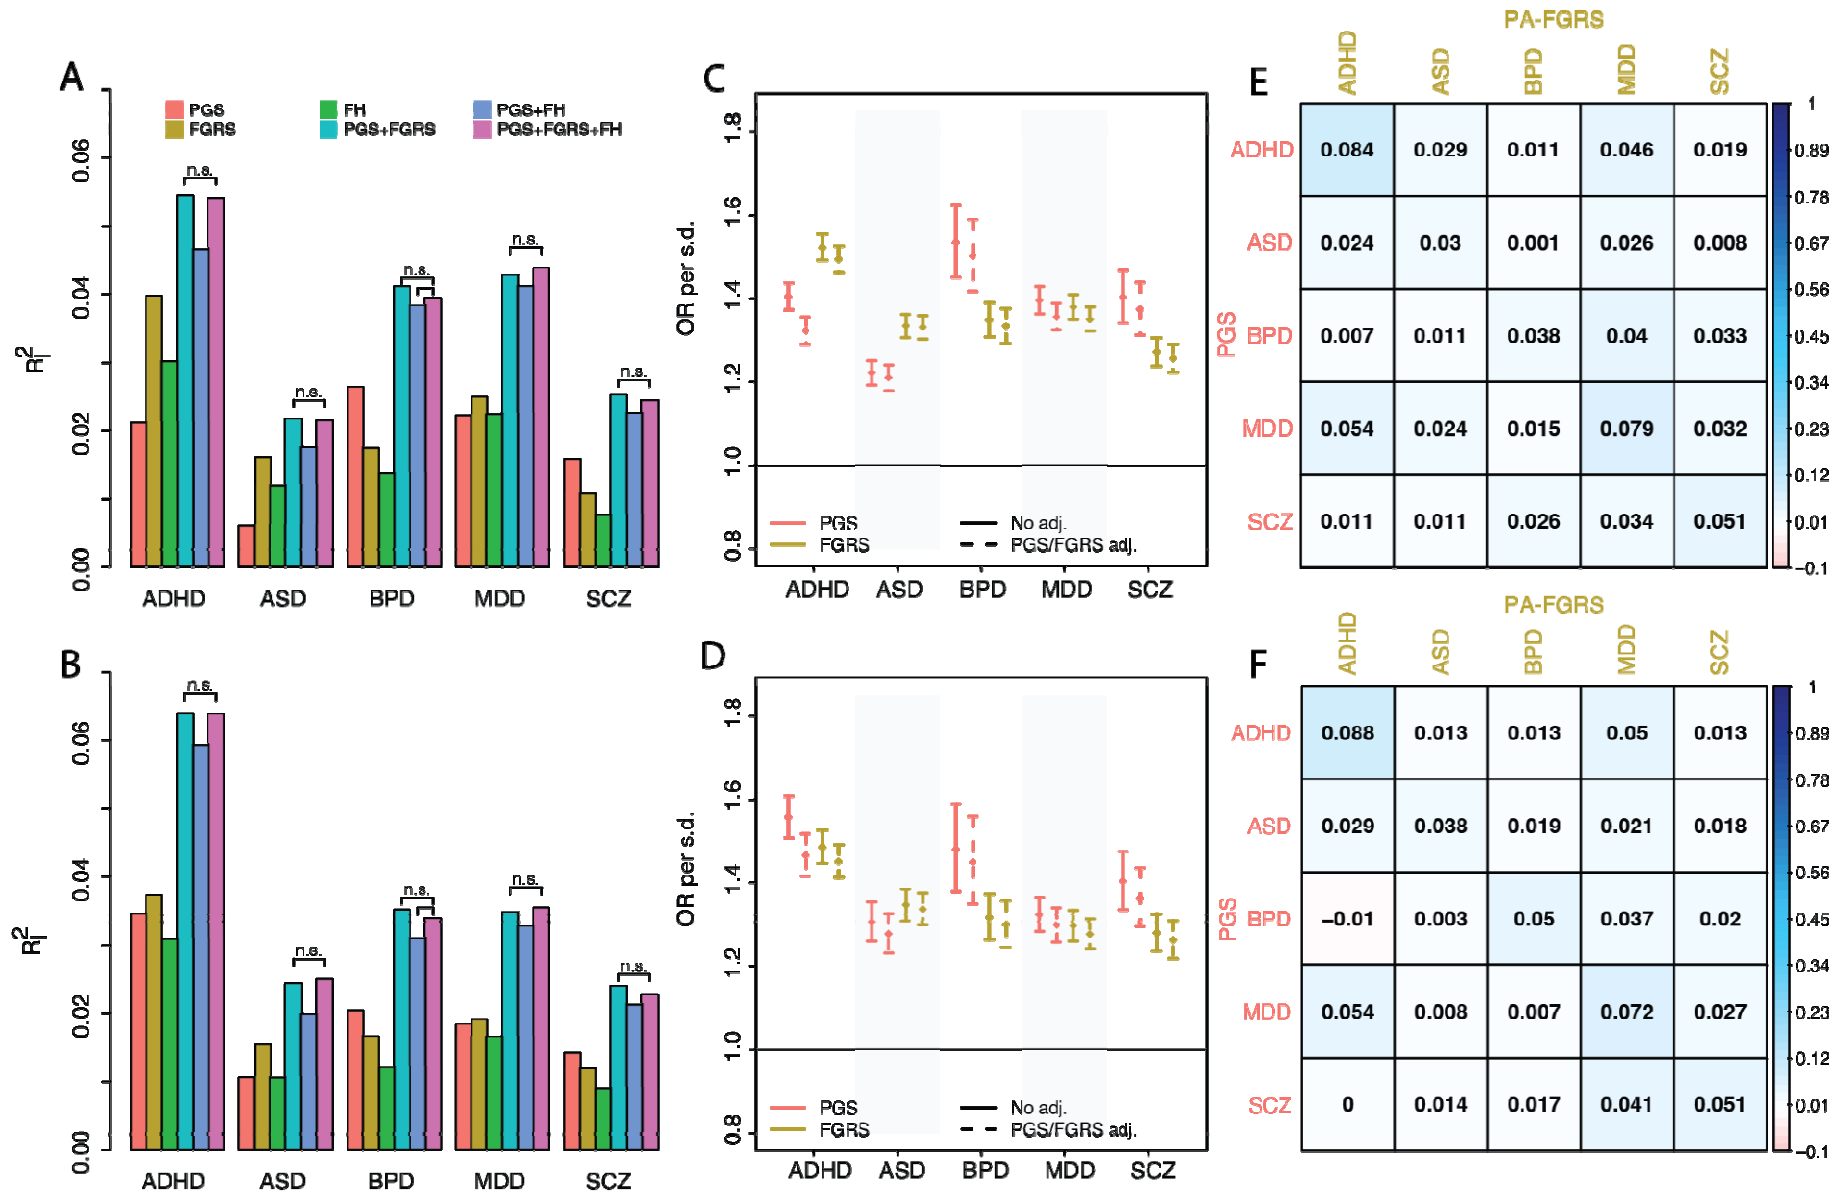 A
PGS
FGRS
FH
PGS+FGRS
PGS+FH
PGS+FGRS+FH
0.06
0.04
0.02
0.00
R_l^2
n.s.
n.s.
n.s.
n.s.
n.s.
ADHD ASD BPD MDD SCZ
B
0.06
0.04
0.02
0.00
R_l^2
n.s.
n.s.
n.s.
n.s.
n.s.
ADHD ASD BPD MDD SCZ
C
1.8
1.6
1.4
1.2
1.0
0.8
OR per s.d.
PGS
FGRS
No adj.
PGS/FGRS adj.
ADHD ASD BPD MDD SCZ
D
1.8
1.6
1.4
1.2
1.0
0.8
OR per s.d.
PGS
FGRS
No adj.
PGS/FGRS adj.
ADHD ASD BPD MDD SCZ
E
PA-FGRS
ADHD ASD BPD MDD SCZ
PGS
ADHD 0.084 0.029 0.011 0.046 0.019
ASD 0.024 0.03 0.001 0.026 0.008
BPD 0.007 0.011 0.038 0.04 0.033
MDD 0.054 0.024 0.015 0.079 0.032
SCZ 0.011 0.011 0.026 0.034 0.051
1
0.89
0.78
0.67
0.56
0.45
0.34
0.23
0.12
0.01
−0.1
F
PA-FGRS
ADHD ASD BPD MDD SCZ
PGS
ADHD 0.088 0.013 0.013 0.05 0.013
ASD 0.029 0.038 0.019 0.021 0.018
BPD −0.01 0.003 0.05 0.037 0.02
MDD 0.054 0.008 0.007 0.072 0.027
SCZ 0 0.014 0.017 0.041 0.051
1
0.89
0.78
0.67
0.56
0.45
0.34
0.23
0.12
0.01
−0.1